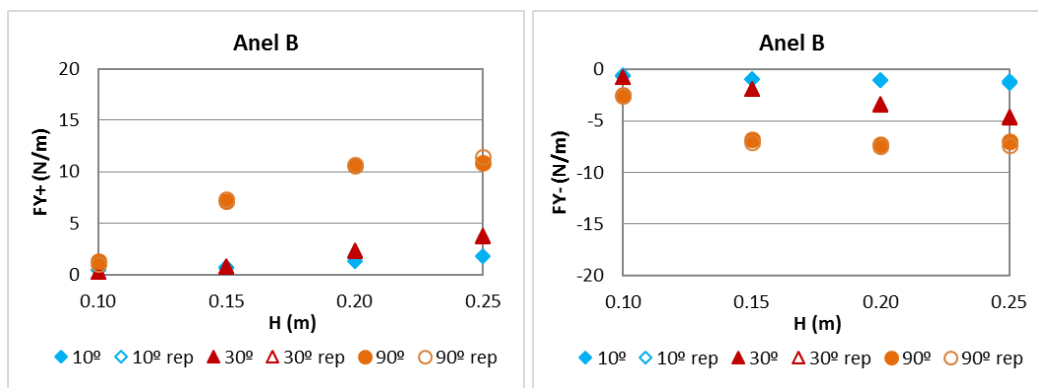 Anel B
20
15
10
5
0
FY+ (N/m)
0.10 0.15 0.20 0.25
H (m)
10º 10º rep 30º 30º rep 90º 90º rep
Anel B
0
-5
-10
-15
-20
FY- (N/m)
0.10 0.15 0.20 0.25
H (m)
10º 10º rep 30º 30º rep 90º 90º rep